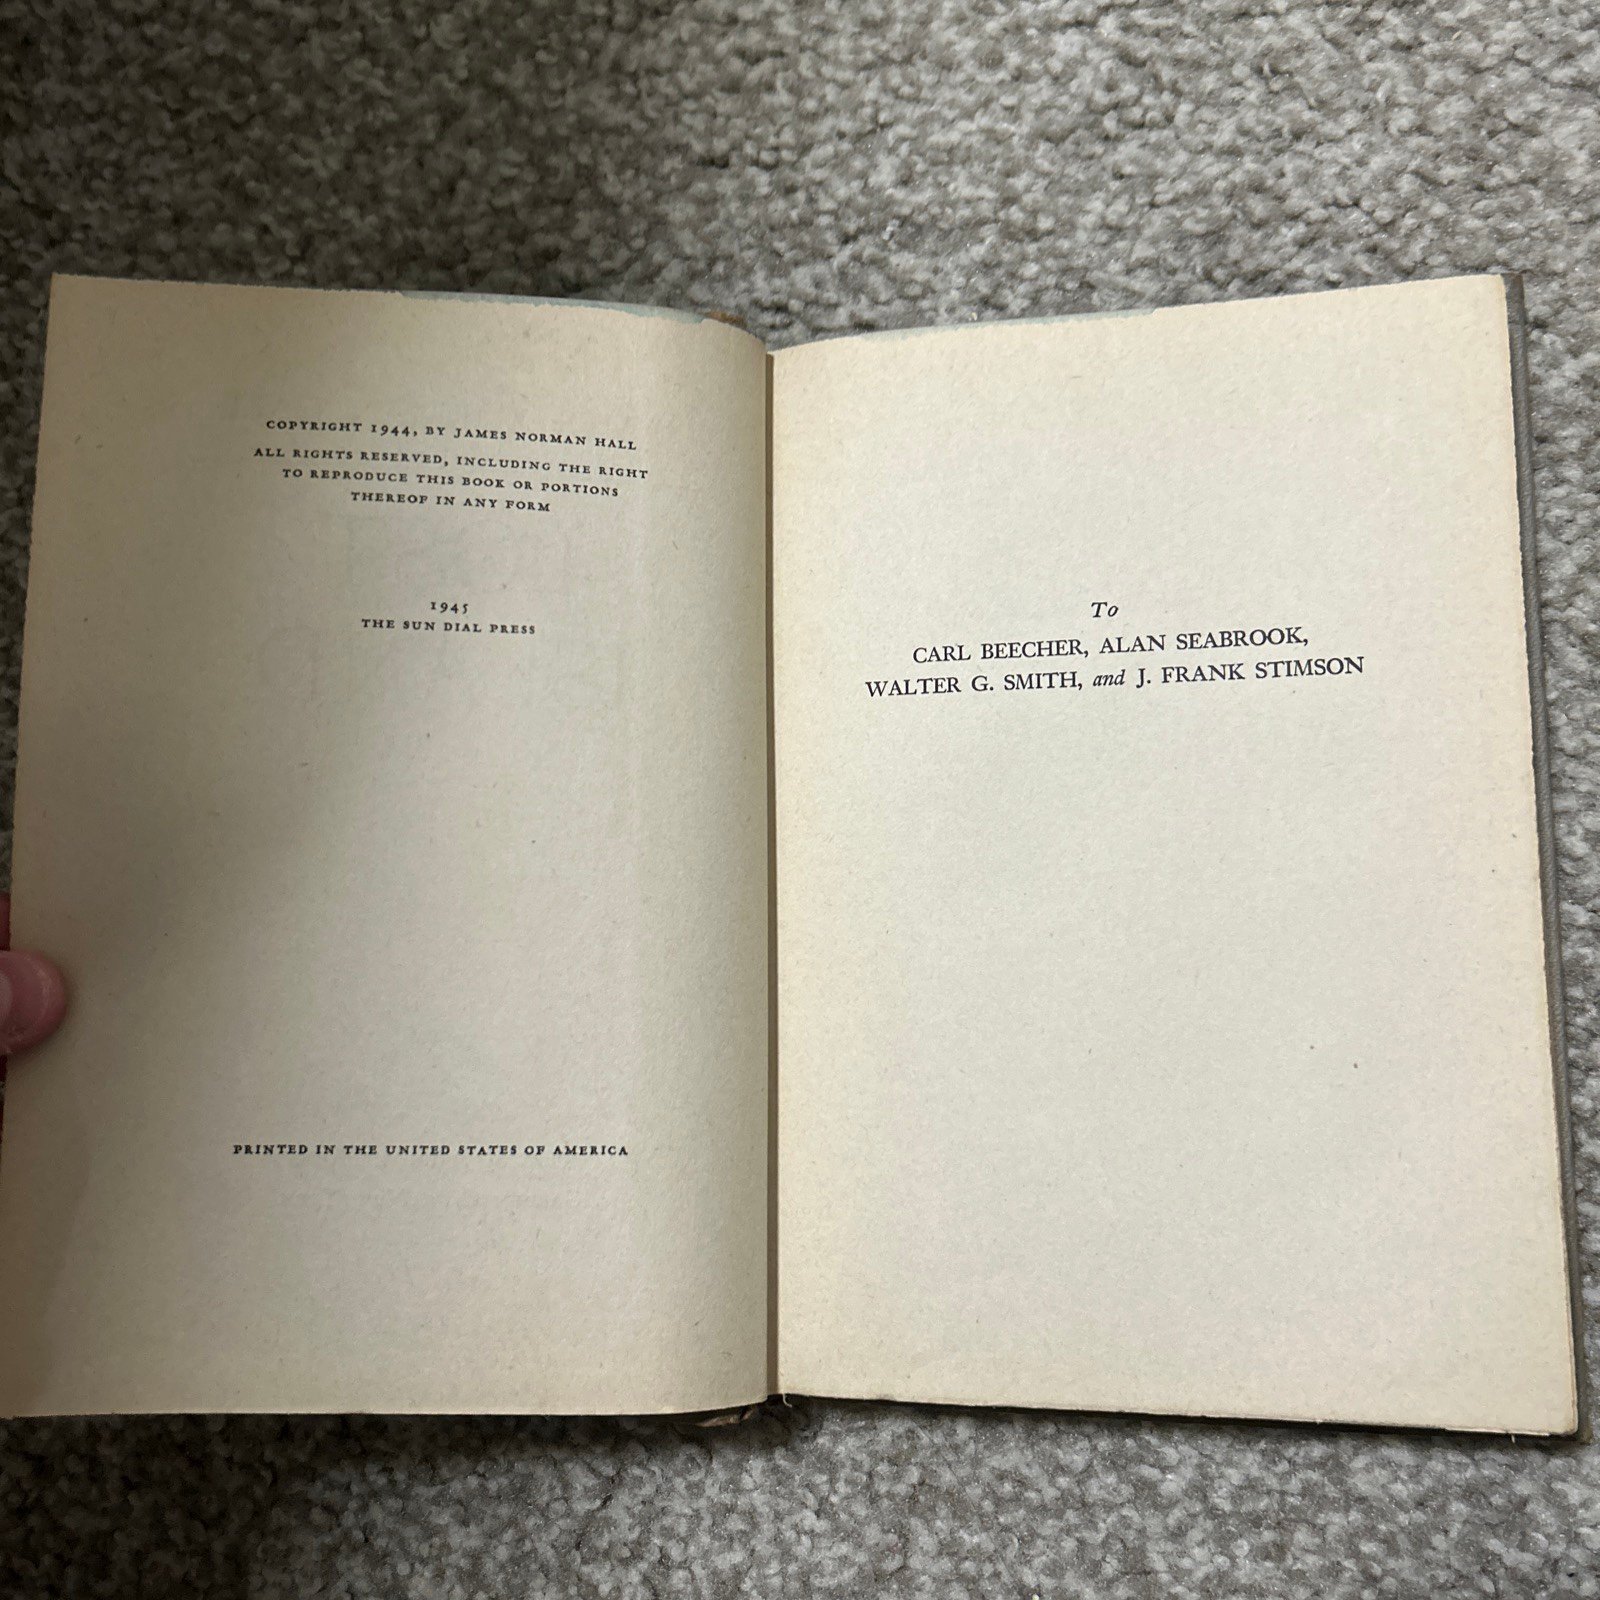 COPYRIGHT 1944, BY JAMES NORMAN HALL
ALL RIGHTS RESERVED, INCLUDING THE RIGHT
TO REPRODUCE THIS BOOK OR PORTIONS
THEREOF IN ANY FORM
1945
THE SUN DIAL PRESS
PRINTED IN THE UNITED STATES OF AMERICA
To
CARL BEECHER, ALAN SEABROOK,
WALTER G. SMITH, and J. FRANK STIMSON